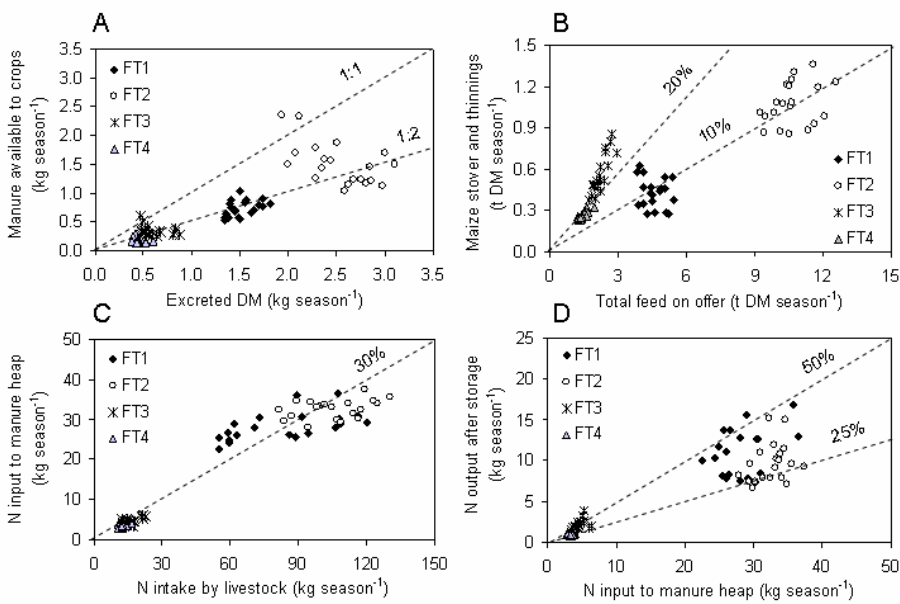 A
Manure available to crops
(kg season-1)
3.5
3.0
2.5
2.0
1.5
1.0
0.5
0.0
FT1
FT2
FT3
FT4
1:1
1:2
0.0 0.5 1.0 1.5 2.0 2.5 3.0 3.5
Excreted DM (kg season-1)
B
Maize stover and thinnings
(t DM season-1)
1.5
1.2
0.9
0.6
0.3
0.0
20%
10%
FT1
FT2
FT3
FT4
0 3 6 9 12 15
Total feed on offer (t DM season-1)
C
N input to manure heap
(kg season-1)
50
40
30
20
10
0
FT1
FT2
FT3
FT4
30%
0 30 60 90 120 150
N intake by livestock (kg season-1)
D
N output after storage
(kg season-1)
25
20
15
10
5
0
FT1
FT2
FT3
FT4
50%
25%
0 10 20 30 40 50
N input to manure heap (kg season-1)